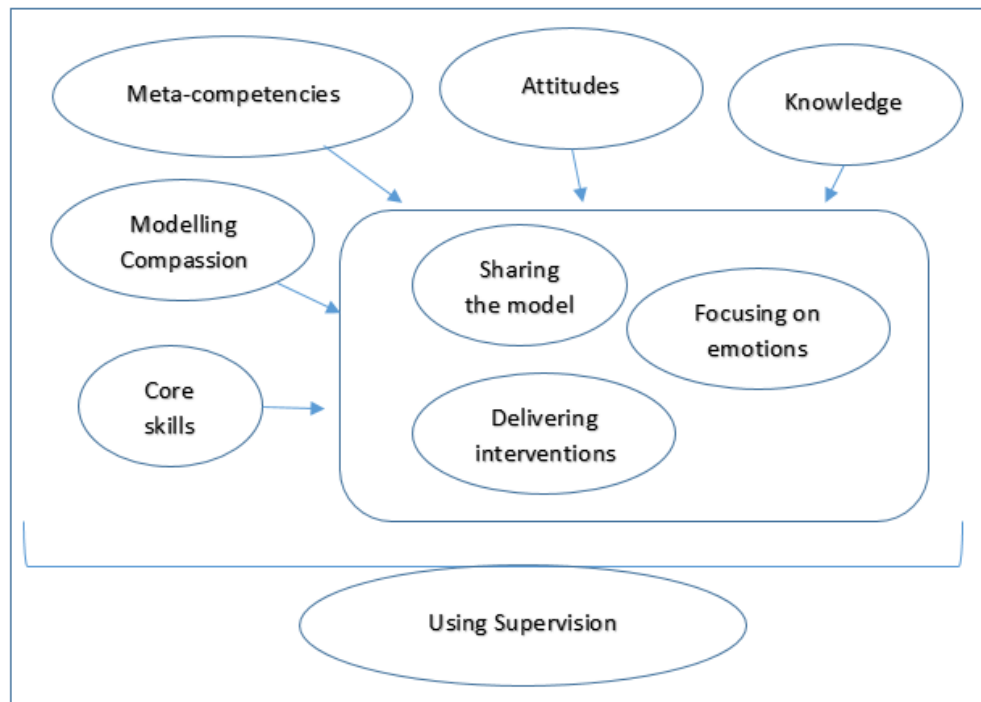 Meta-competencies
Attitudes
Knowledge
Modelling
Compassion
Sharing
the model
Focusing on
emotions
Core
skills
Delivering
interventions
Using Supervision